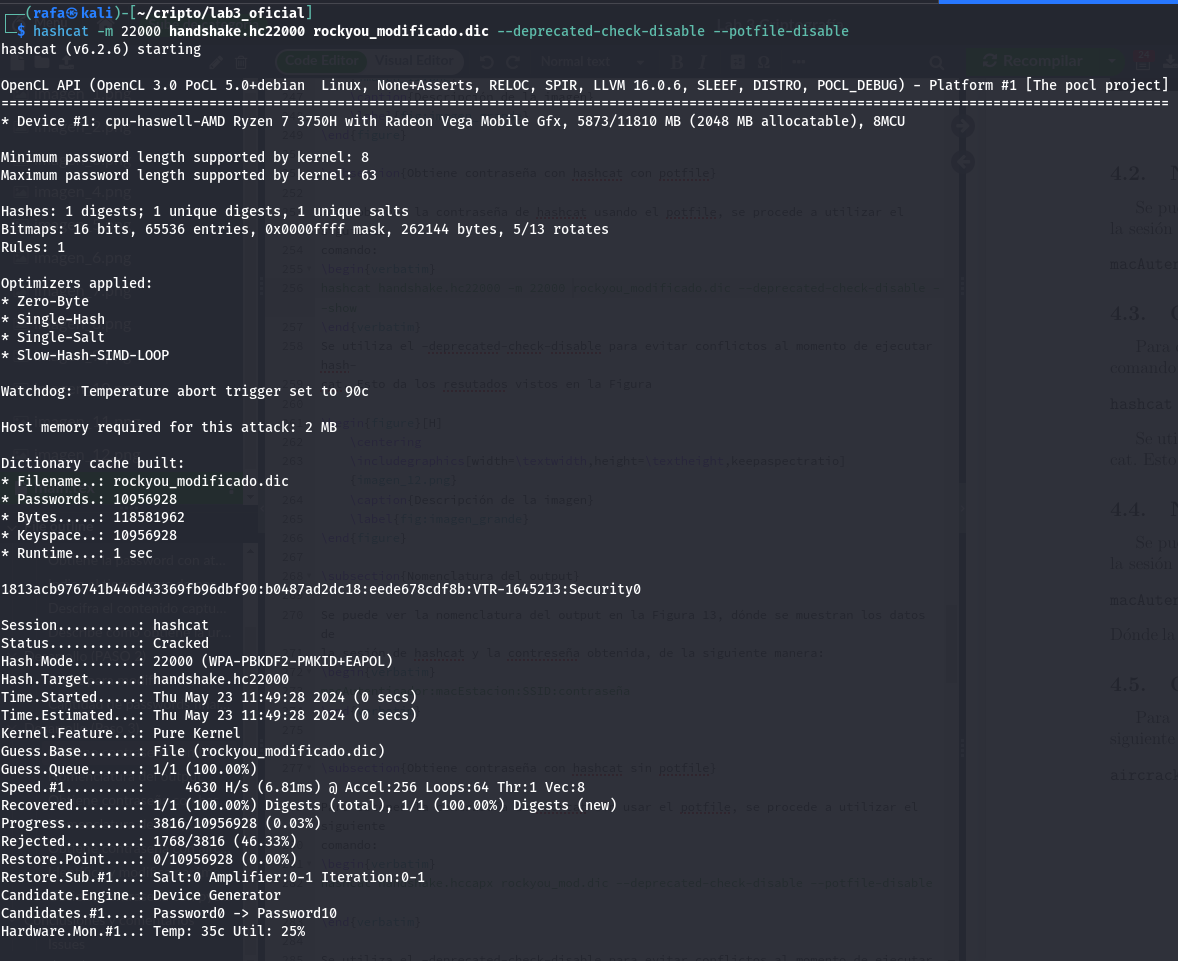 ┌──(rafa㉿kali)-[~/cripto/lab3_oficial]
└─$ hashcat -m 22000 handshake.hc22000 rockyou_modificado.dic --deprecated-check-disable --potfile-disable
hashcat (v6.2.6) starting
OpenCL API (OpenCL 3.0 PoCL 5.0+debian  Linux, None+Asserts, RELOC, SPIR, LLVM 16.0.6, SLEEF, DISTRO, POCL_DEBUG) - Platform #1 [The pocl project]
==================================================================================================================================================
* Device #1: cpu-haswell-AMD Ryzen 7 3750H with Radeon Vega Mobile Gfx, 5873/11810 MB (2048 MB allocatable), 8MCU
Minimum password length supported by kernel: 8
Maximum password length supported by kernel: 63
Hashes: 1 digests; 1 unique digests, 1 unique salts
Bitmaps: 16 bits, 65536 entries, 0x0000ffff mask, 262144 bytes, 5/13 rotates
Rules: 1
Optimizers applied:
* Zero-Byte
* Single-Hash
* Single-Salt
* Slow-Hash-SIMD-LOOP
Watchdog: Temperature abort trigger set to 90c
Host memory required for this attack: 2 MB
Dictionary cache built:
* Filename..: rockyou_modificado.dic
* Passwords.: 10956928
* Bytes.....: 118581962
* Keyspace..: 10956928
* Runtime...: 1 sec
1813acb976741b446d43369fb96dbf90:b0487ad2dc18:eede678cdf8b:VTR-1645213:Security0
Session..........: hashcat
Status...........: Cracked
Hash.Mode........: 22000 (WPA-PBKDF2-PMKID+EAPOL)
Hash.Target......: handshake.hc22000
Time.Started.....: Thu May 23 11:49:28 2024 (0 secs)
Time.Estimated...: Thu May 23 11:49:28 2024 (0 secs)
Kernel.Feature...: Pure Kernel
Guess.Base.......: File (rockyou_modificado.dic)
Guess.Queue......: 1/1 (100.00%)
Speed.#1.........:     4630 H/s (6.81ms) @ Accel:256 Loops:64 Thr:1 Vec:8
Recovered........: 1/1 (100.00%) Digests (total), 1/1 (100.00%) Digests (new)
Progress.........: 3816/10956928 (0.03%)
Rejected.........: 1768/3816 (46.33%)
Restore.Point....: 0/10956928 (0.00%)
Restore.Sub.#1...: Salt:0 Amplifier:0-1 Iteration:0-1
Candidate.Engine.: Device Generator
Candidates.#1....: Password0 -> Password10
Hardware.Mon.#1..: Temp: 35c Util: 25%